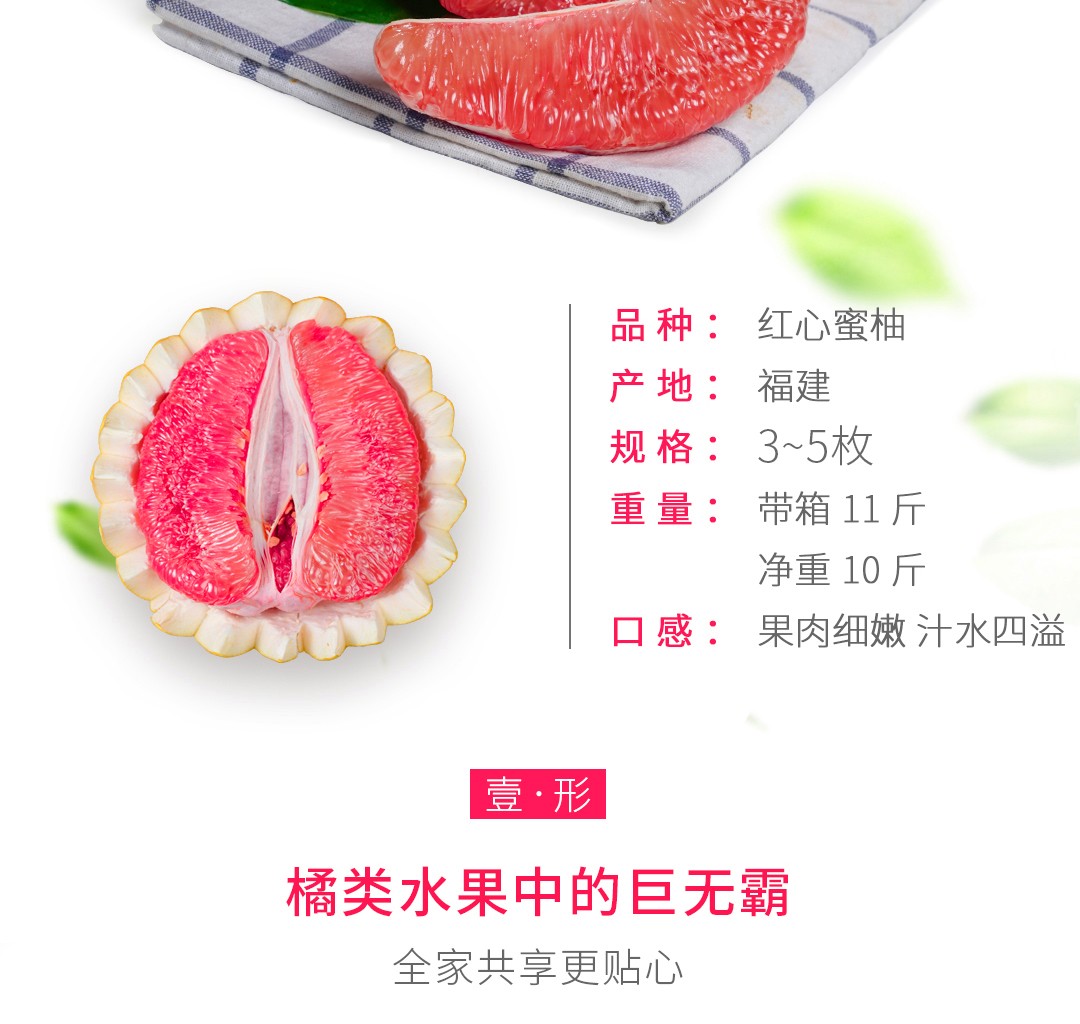 品种： 红心蜜柚
产地： 福建
规格： 3~5枚
重量： 带箱 11 斤
净重 10 斤
口感： 果肉细嫩 汁水四溢
壹·形
橘类水果中的巨无霸
全家共享更贴心